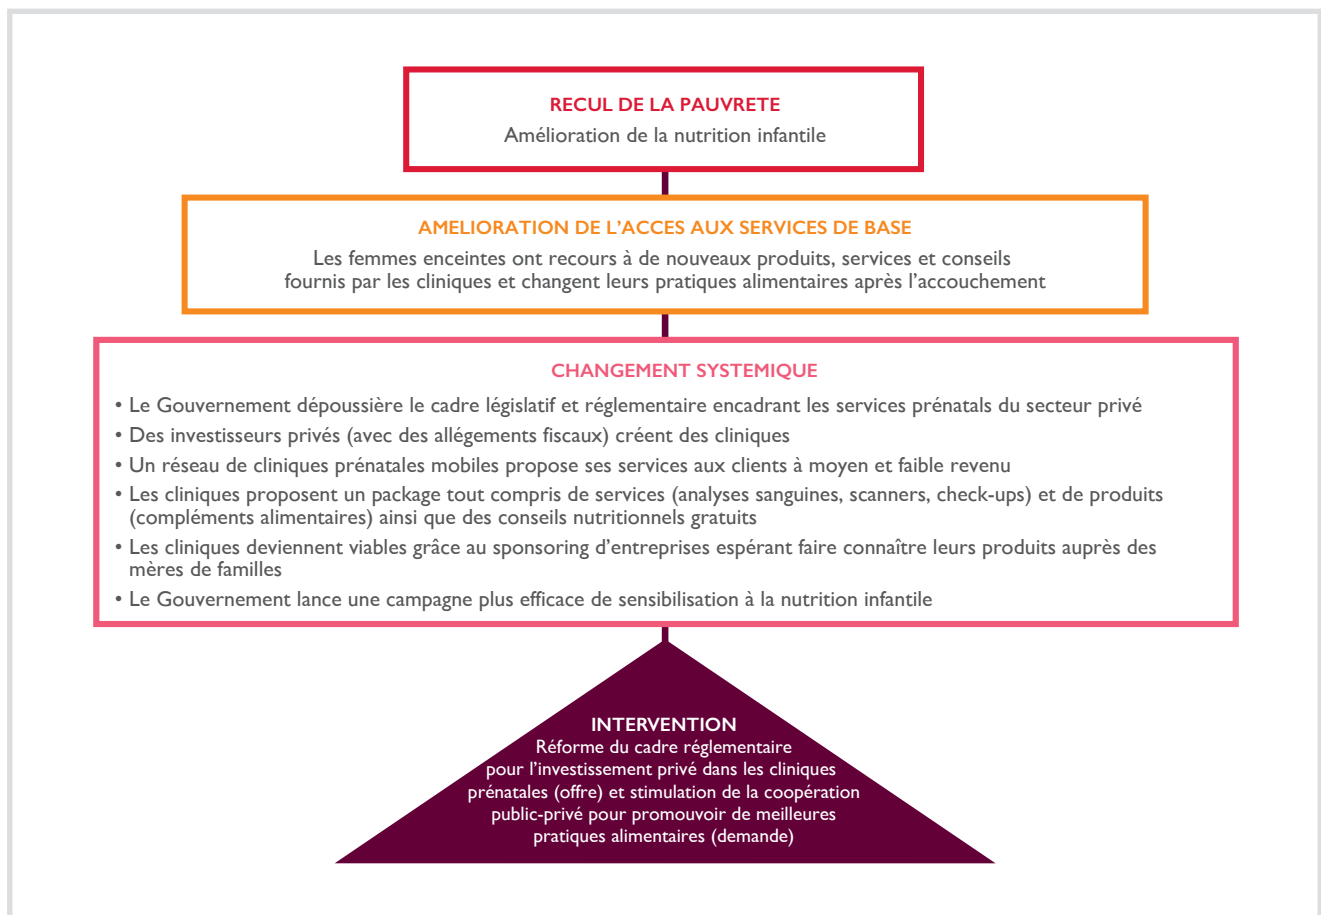 RECUL DE LA PAUVRETE
Amélioration de la nutrition infantile
AMELIORATION DE L’ACCES AUX SERVICES DE BASE
Les femmes enceintes ont recours à de nouveaux produits, services et conseils
fournis par les cliniques et changent leurs pratiques alimentaires après l’accouchement
CHANGEMENT SYSTEMIQUE
• Le Gouvernement dépoussière le cadre législatif et réglementaire encadrant les services prénatals du secteur privé
• Des investisseurs privés (avec des allégements fiscaux) créent des cliniques
• Un réseau de cliniques prénatales mobiles propose ses services aux clients à moyen et faible revenu
• Les cliniques proposent un package tout compris de services (analyses sanguines, scanners, check-ups) et de produits
(compléments alimentaires) ainsi que des conseils nutritionnels gratuits
• Les cliniques deviennent viables grâce au sponsoring d’entreprises espérant faire connaître leurs produits auprès des
mères de familles
• Le Gouvernement lance une campagne plus efficace de sensibilisation à la nutrition infantile
INTERVENTION
Réforme du cadre réglementaire
pour l’investissement privé dans les cliniques
prénatales (offre) et stimulation de la coopération
public-privé pour promouvoir de meilleures
pratiques alimentaires (demande)